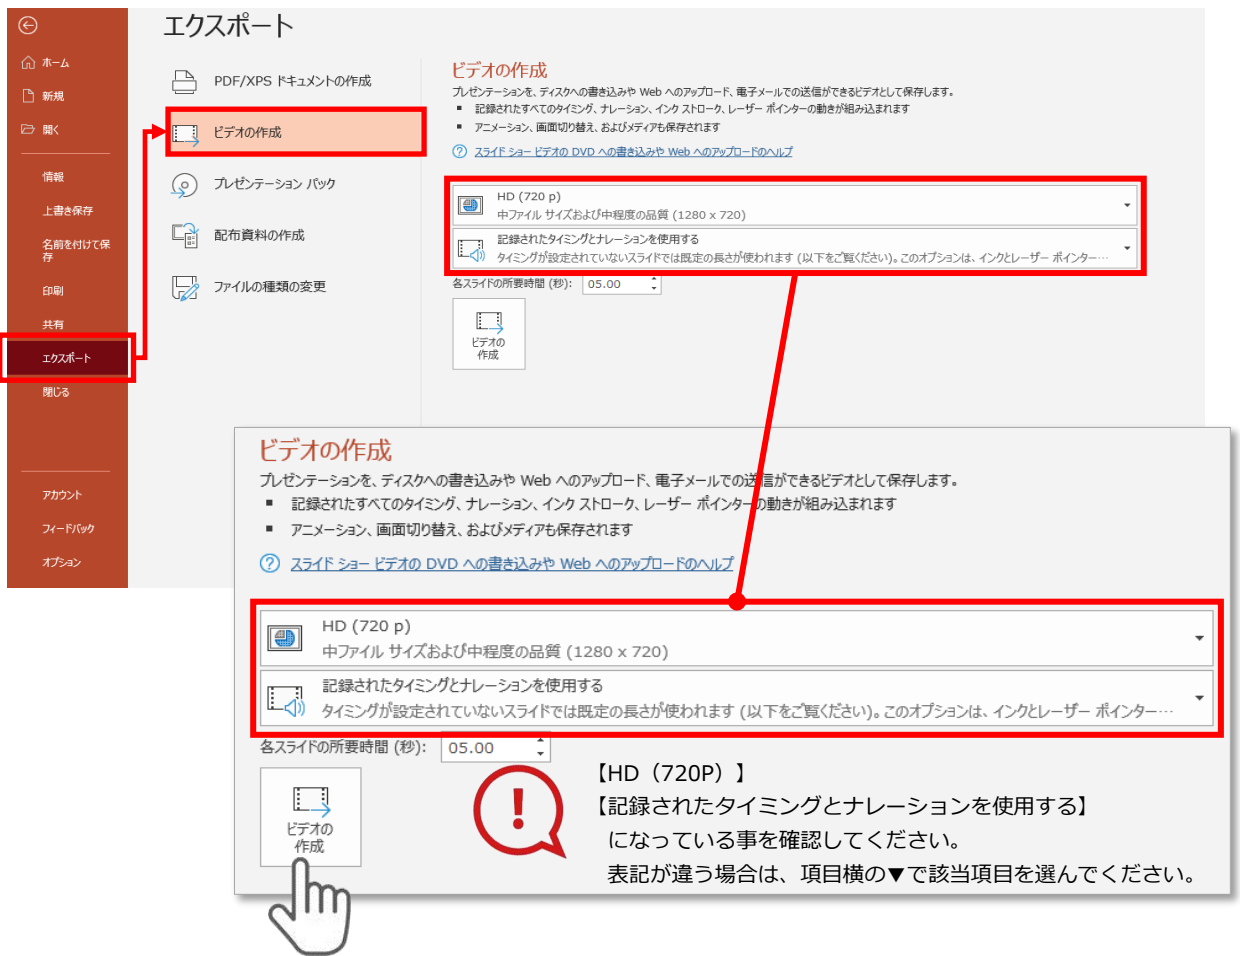 エクスポート
ホーム
新規
開く
情報
上書き保存
名前を付けて保
存
印刷
共有
エクスポート
閉じる
アカウント
フィードバック
オプション
PDF/XPS ドキュメントの作成
ビデオの作成
プレゼンテーション パック
配布資料の作成
ファイルの種類の変更
ビデオの作成
プレゼンテーションを、ディスクへの書き込みや Web へのアップロード、電子メールでの送信ができるビデオとして保存します。
▪ 記録されたすべてのタイミング、ナレーション、インク ストローク、レーザー ポインターの動きが組み込まれます
▪ アニメーション、画面切り替え、およびメディアも保存されます
? スライド ショー ビデオの DVD への書き込みや Web へのアップロードのヘルプ
HD (720 p)
中ファイル サイズおよび中程度の品質 (1280 x 720)
記録されたタイミングとナレーションを使用する
タイミングが設定されていないスライドでは既定の長さが使われます (以下をご覧ください)。このオプションは、インクとレーザー ポインター…
各スライドの所要時間 (秒): 05.00
ビデオの
作成
ビデオの作成
プレゼンテーションを、ディスクへの書き込みや Web へのアップロード、電子メールでの送信ができるビデオとして保存します。
▪ 記録されたすべてのタイミング、ナレーション、インク ストローク、レーザー ポインターの動きが組み込まれます
▪ アニメーション、画面切り替え、およびメディアも保存されます
? スライド ショー ビデオの DVD への書き込みや Web へのアップロードのヘルプ
HD (720 p)
中ファイル サイズおよび中程度の品質 (1280 x 720)
記録されたタイミングとナレーションを使用する
タイミングが設定されていないスライドでは既定の長さが使われます (以下をご覧ください)。このオプションは、インクとレーザー ポインター…
各スライドの所要時間 (秒): 05.00
ビデオの
作成
!
【HD（720P）】
【記録されたタイミングとナレーションを使用する】
になっている事を確認してください。
表記が違う場合は、項目横の▼で該当項目を選んでください。